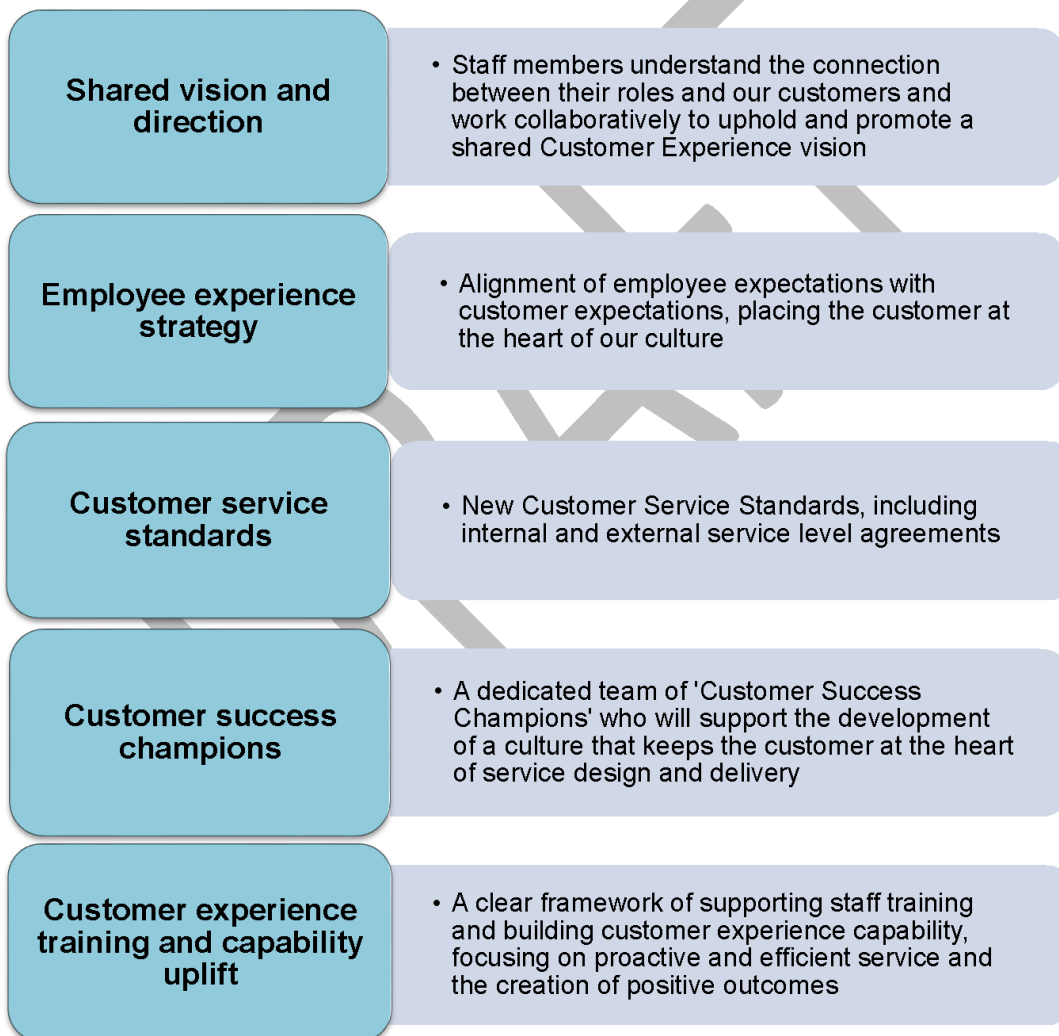 Shared vision and
direction
• Staff members understand the connection
between their roles and our customers and
work collaboratively to uphold and promote a
shared Customer Experience vision
Employee experience
strategy
• Alignment of employee expectations with
customer expectations, placing the customer at
the heart of our culture
Customer service
standards
• New Customer Service Standards, including
internal and external service level agreements
Customer success
champions
• A dedicated team of 'Customer Success
Champions' who will support the development
of a culture that keeps the customer at the heart
of service design and delivery
Customer experience
training and capability
uplift
• A clear framework of supporting staff training
and building customer experience capability,
focusing on proactive and efficient service and
the creation of positive outcomes